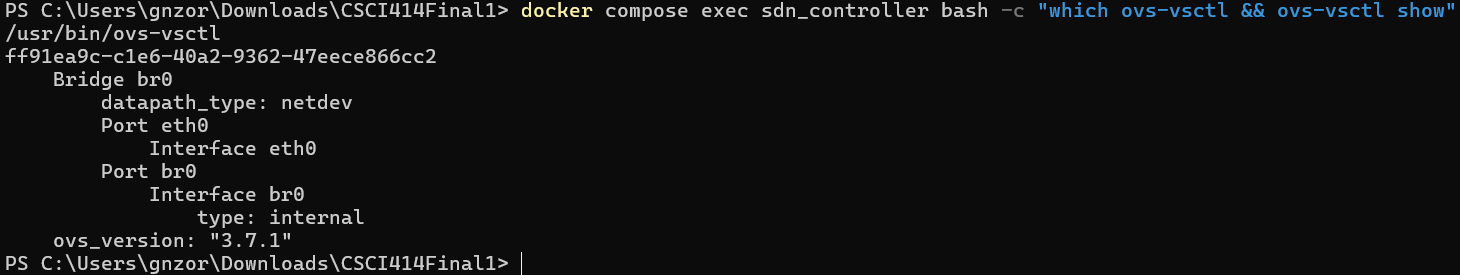 PS C:\Users\gnzor\Downloads\CSCI414Final1> docker compose exec sdn_controller bash -c "which ovs-vsctl && ovs-vsctl show"
/usr/bin/ovs-vsctl
ff91ea9c-c1e6-40a2-9362-47eece866cc2
    Bridge br0
        datapath_type: netdev
        Port eth0
            Interface eth0
        Port br0
            Interface br0
                type: internal
    ovs_version: "3.7.1"
PS C:\Users\gnzor\Downloads\CSCI414Final1>